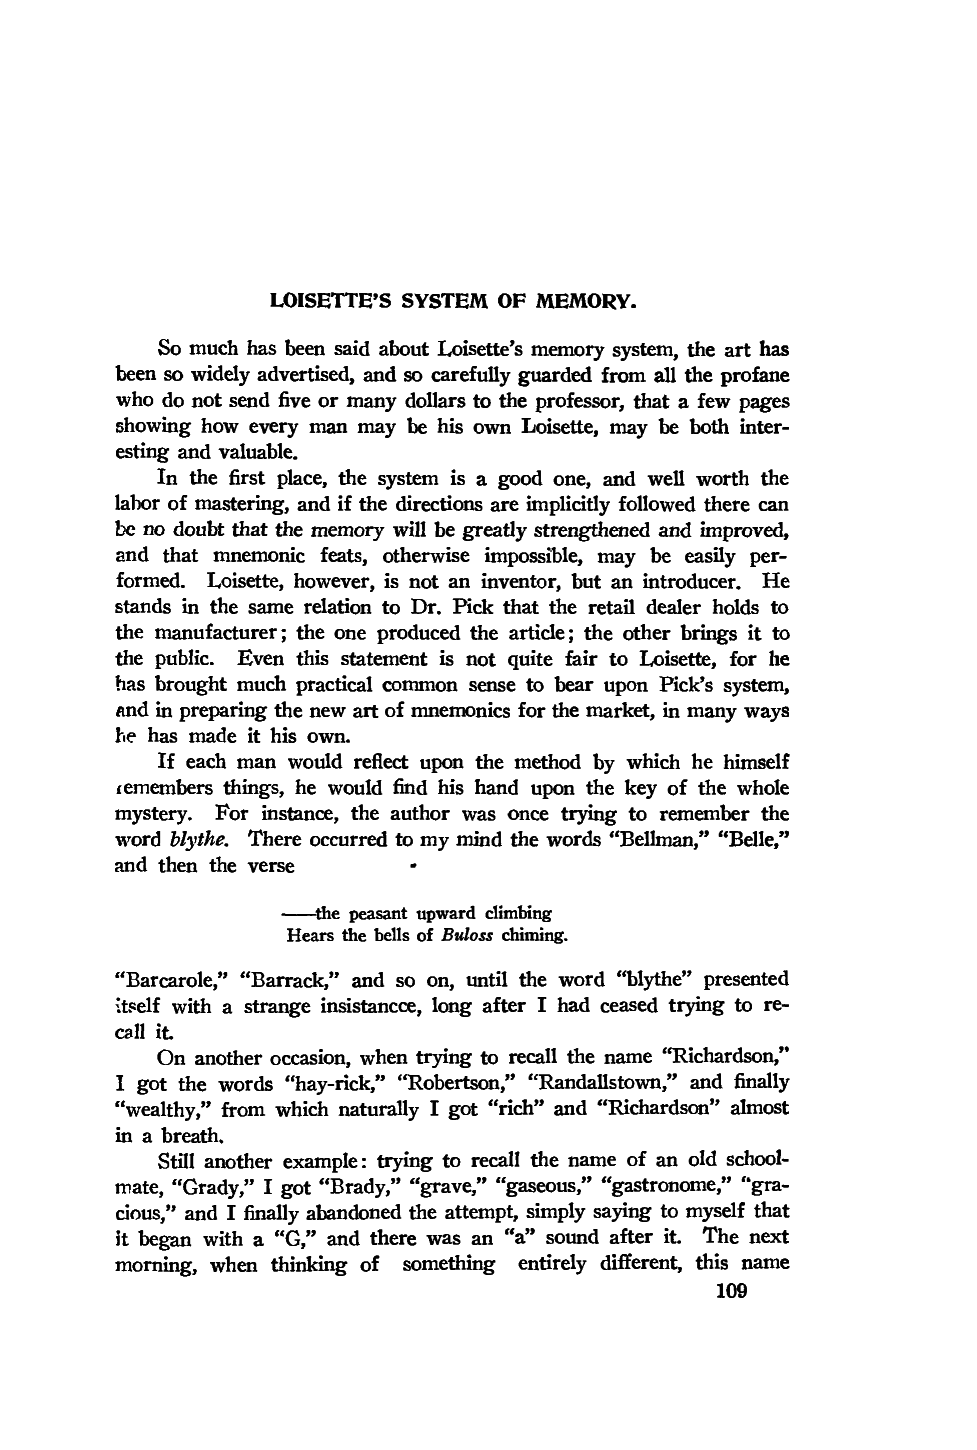 LOISETTE'S SYSTEM OF MEMORY.
So much has been said about Loisette's memory system, the art has
been so widely advertised, and so carefully guarded from all the profane
who do not send five or many dollars to the professor, that a few pages
showing how every man may be his own Loisette, may be both inter-
esting and valuable.
In the first place, the system is a good one, and well worth the
labor of mastering, and if the directions are implicitly followed there can
be no doubt that the memory will be greatly strengthened and improved,
and that mnemonic feats, otherwise impossible, may be easily per-
formed. Loisette, however, is not an inventor, but an introducer. He
stands in the same relation to Dr. Pick that the retail dealer holds to
the manufacturer; the one produced the article; the other brings it to
the public. Even this statement is not quite fair to Loisette, for he
has brought much practical common sense to bear upon Pick's system,
and in preparing the new art of mnemonics for the market, in many ways
he has made it his own.
If each man would reflect upon the method by which he himself
remembers things, he would find his hand upon the key of the whole
mystery. For instance, the author was once trying to remember the
word blythe. There occurred to my mind the words “Bellman,” “Belle,”
and then the verse
——the peasant upward climbing
Hears the bells of Buloss chiming.
“Barcarole,” “Barrack,” and so on, until the word “blythe” presented
itself with a strange insistancce, long after I had ceased trying to re-
call it.
On another occasion, when trying to recall the name “Richardson,”
I got the words “hay-rick,” “Robertson,” “Randallstown,” and finally
“wealthy,” from which naturally I got “rich” and “Richardson” almost
in a breath.
Still another example: trying to recall the name of an old school-
mate, “Grady,” I got “Brady,” “grave,” “gaseous,” “gastronome,” “gra-
cious,” and I finally abandoned the attempt, simply saying to myself that
it began with a “G,” and there was an “a” sound after it. The next
morning, when thinking of something entirely different, this name
109